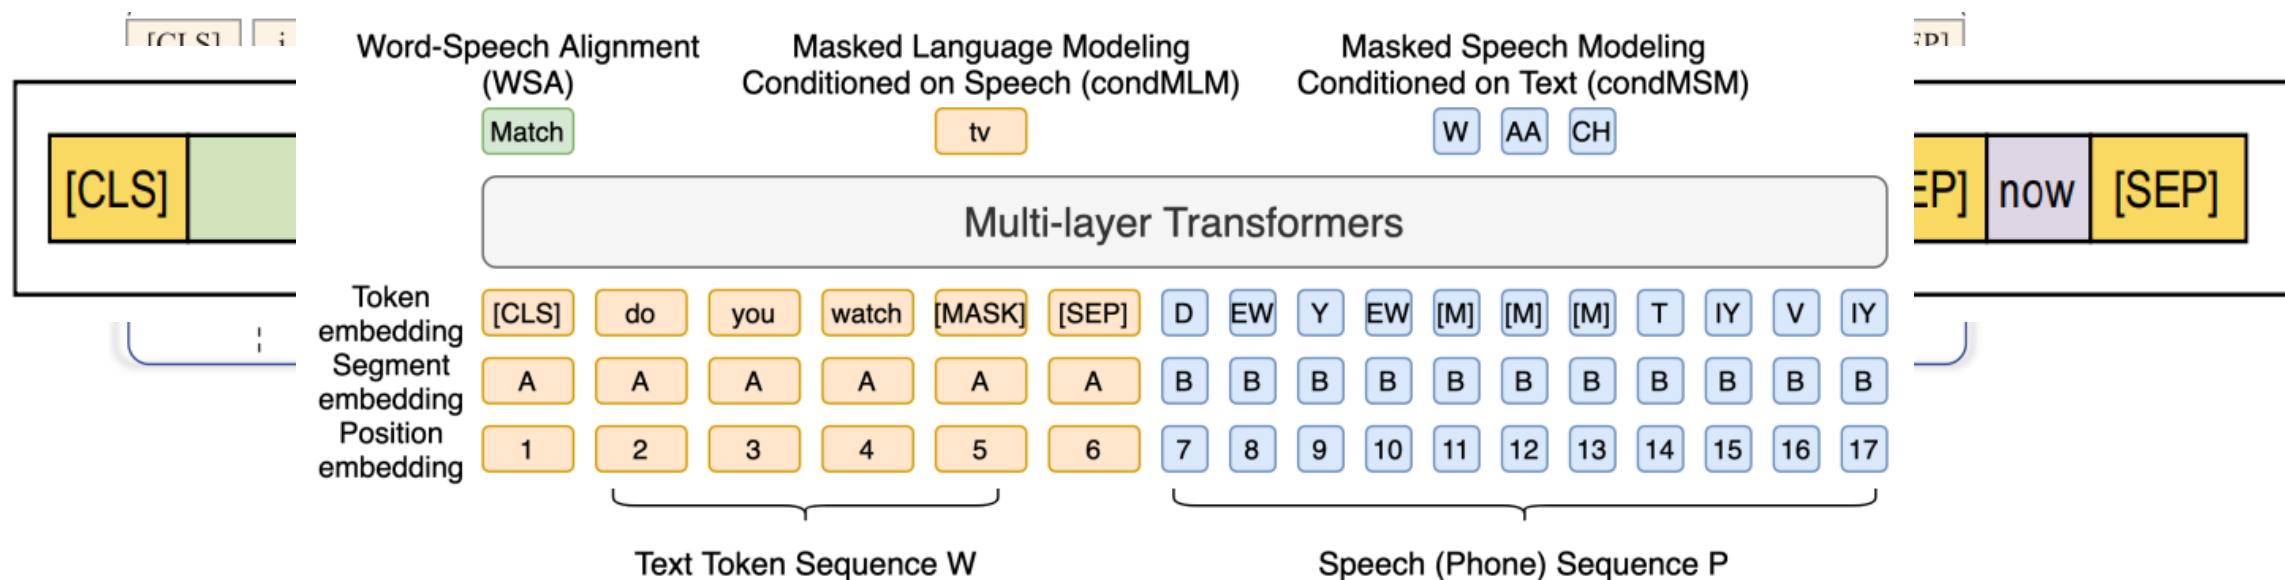 [CLS] i
Word-Speech Alignment (WSA)
Masked Language Modeling Conditioned on Speech (condMLM)
Masked Speech Modeling Conditioned on Text (condMSM)
Match tv W AA CH
[CLS]
Multi-layer Transformers
EP] now [SEP]
Token embedding [CLS] do you watch [MASK] [SEP] D EW Y EW [M] [M] [M] T IY V IY
Segment embedding A A A A A A B B B B B B B B B B B
Position embedding 1 2 3 4 5 6 7 8 9 10 11 12 13 14 15 16 17
Text Token Sequence W
Speech (Phone) Sequence P